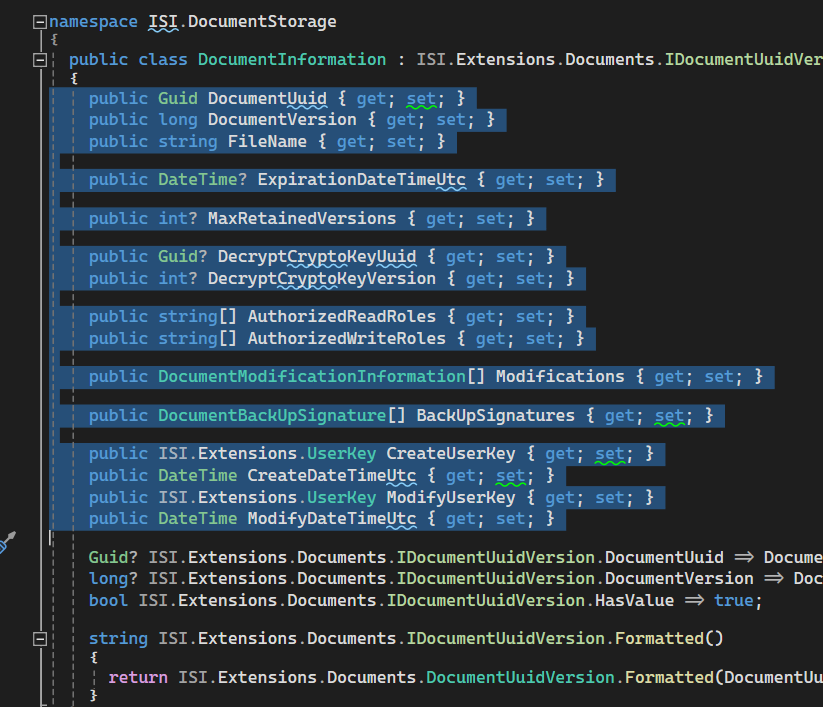 namespace ISI.DocumentStorage
{
public class DocumentInformation : ISI.Extensions.Documents.IDocumentUuidVer
{
public Guid DocumentUuid { get; set; }
public long DocumentVersion { get; set; }
public string FileName { get; set; }
public DateTime? ExpirationDateTimeUtc { get; set; }
public int? MaxRetainedVersions { get; set; }
public Guid? DecryptCryptoKeyUuid { get; set; }
public int? DecryptCryptoKeyVersion { get; set; }
public string[] AuthorizedReadRoles { get; set; }
public string[] AuthorizedWriteRoles { get; set; }
public DocumentModificationInformation[] Modifications { get; set; }
public DocumentBackUpSignature[] BackUpSignatures { get; set; }
public ISI.Extensions.UserKey CreateUserKey { get; set; }
public DateTime CreateDateTimeUtc { get; set; }
public ISI.Extensions.UserKey ModifyUserKey { get; set; }
public DateTime ModifyDateTimeUtc { get; set; }
Guid? ISI.Extensions.Documents.IDocumentUuidVersion.DocumentUuid => Docume
long? ISI.Extensions.Documents.IDocumentUuidVersion.DocumentVersion => Doc
bool ISI.Extensions.Documents.IDocumentUuidVersion.HasValue => true;
string ISI.Extensions.Documents.IDocumentUuidVersion.Formatted()
{
return ISI.Extensions.Documents.DocumentUuidVersion.Formatted(DocumentUu
}